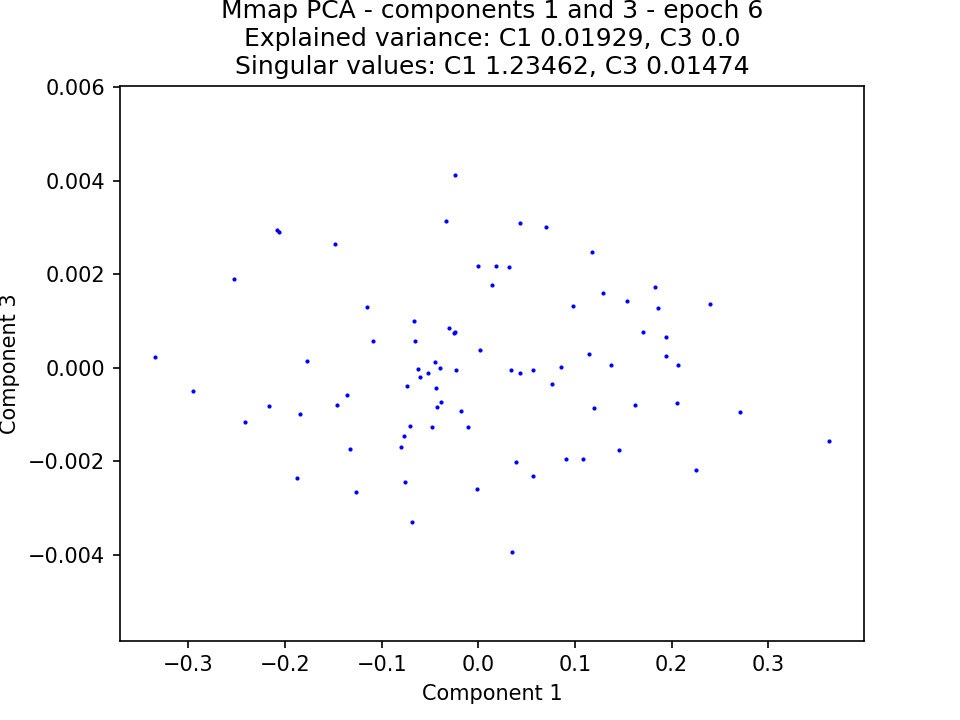 Mmap PCA - components 1 and 3 - epoch 6
Explained variance: C1 0.01929, C3 0.0
Singular values: C1 1.23462, C3 0.01474
0.006
0.004
0.002
0.000
−0.002
−0.004
Component 3
−0.3 −0.2 −0.1 0.0 0.1 0.2 0.3
Component 1